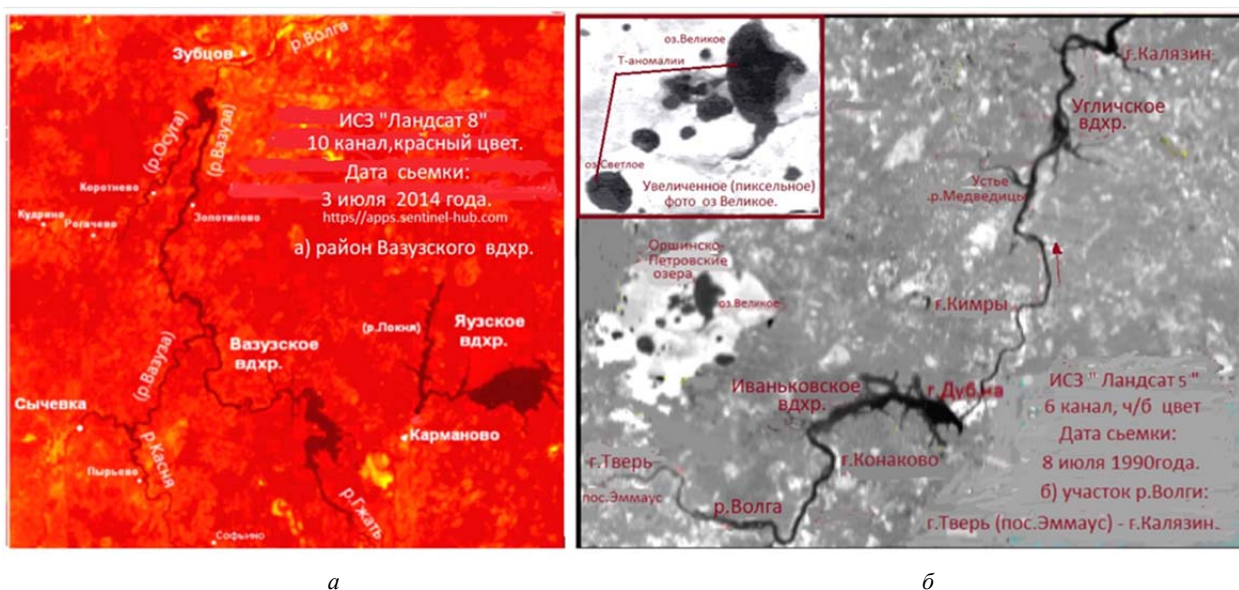 Зубцов
р.Волга
ИСЗ "Ландсат 8"
10 канал,красный цвет.
Дата сьемки:
3 июля 2014 года.
https//apps.sentinel-hub.com
а) район Вазузского вдхр.
(р.Осуга)
(р.Вазуза)
Коротнево
Кудрино
Рогачево
Золотилово
(р.Локня)
Яузское
вдхр.
Вазузское
вдхр.
(р.Вазуза)
Сычевка
Карманово
р.Касня
Пырьево
р.Гжать
Софьино
а
оз.Великое
Т-аномалии
оз.Светлое
Увеличенное (пиксельное)
фото оз Великое.
г.Калязин
Угличское
вдхр.
Устье
р.Медведицы
Оршинско-
Петровские
озера
оз.Великое
г.Кимры
Иваньковское
вдхр.
г.Дубна
ИСЗ " Ландсат 5 "
6 канал, ч/б цвет
Дата сьемки:
8 июля 1990года.
б) участок р.Волги:
г.Тверь (пос.Эммаус) - г.Калязин.
г.Конаково
г.Тверь
пос.Эммаус
р.Волга
б